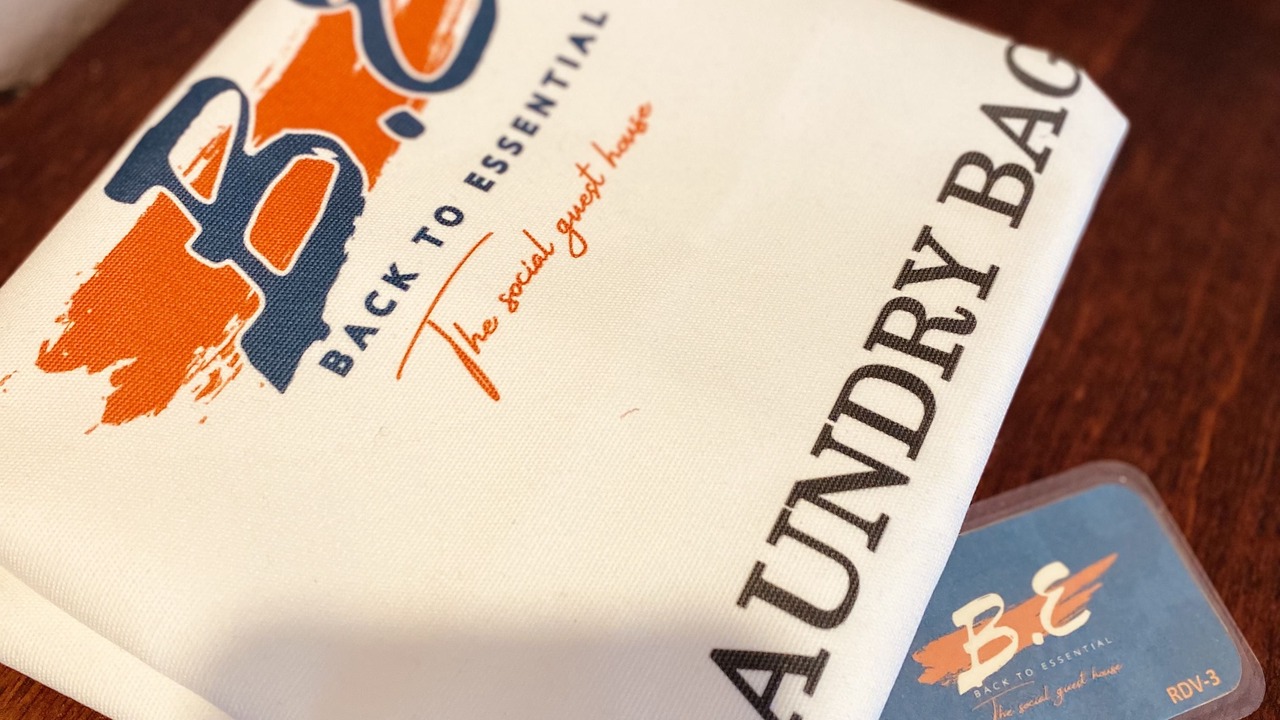 B.E
BACK TO ESSENTIAL
The social guest house
AUNDRY BAG
B.E
BACK TO ESSENTIAL
The social guest house
RDV-3